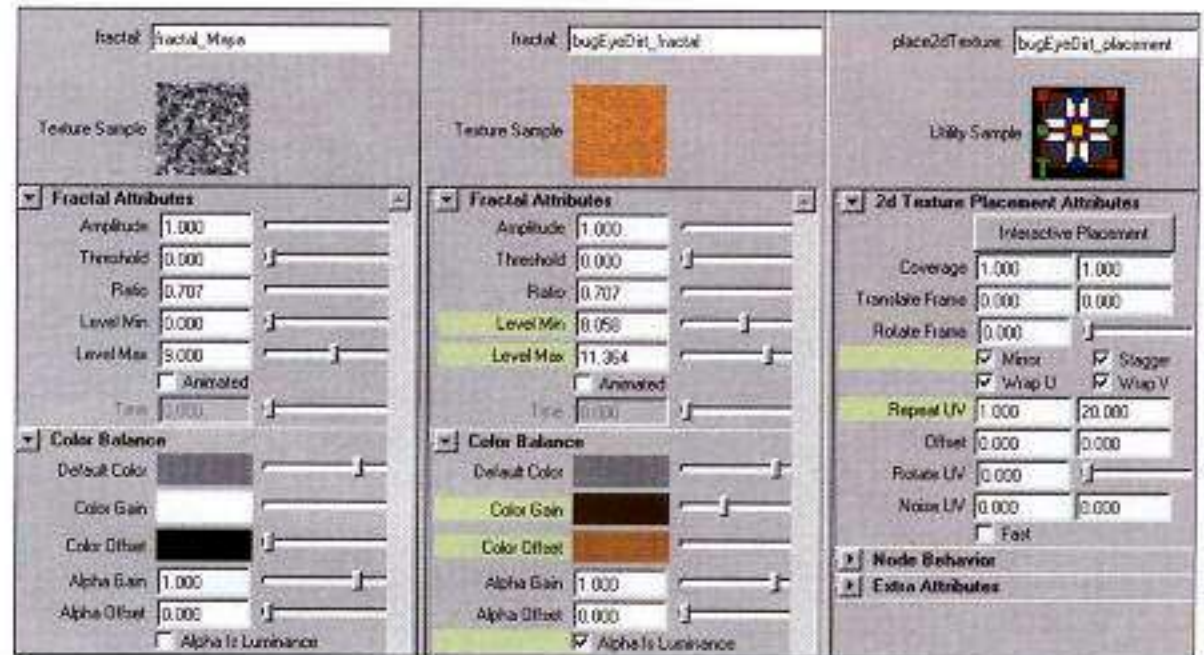 fractal: fractal_Maya
Texture Sample
Fractal Attributes
Amplitude 1.000
Threshold 0.000
Ratio 0.707
Level Min 0.000
Level Max 9.000
Animated
Time 0.000
Color Balance
Default Color
Color Gain
Color Offset
Alpha Gain 1.000
Alpha Offset 0.000
Alpha Is Luminance
fractal: bugEyeDirt_fractal
Texture Sample
Fractal Attributes
Amplitude 1.000
Threshold 0.000
Ratio 0.707
Level Min 8.058
Level Max 11.364
Animated
Time 0.000
Color Balance
Default Color
Color Gain
Color Offset
Alpha Gain 1.000
Alpha Offset 0.000
Alpha Is Luminance
place2dTexture: bugEyeDirt_placement
Utility Sample
2d Texture Placement Attributes
Interactive Placement
Coverage 1.000 1.000
Translate Frame 0.000 0.000
Rotate Frame 0.000
Mirror Stagger
Wrap U Wrap V
Repeat UV 1.000 20.000
Offset 0.000 0.000
Rotate UV 0.000
Noise UV 0.000 0.000
Fast
Node Behavior
Extra Attributes